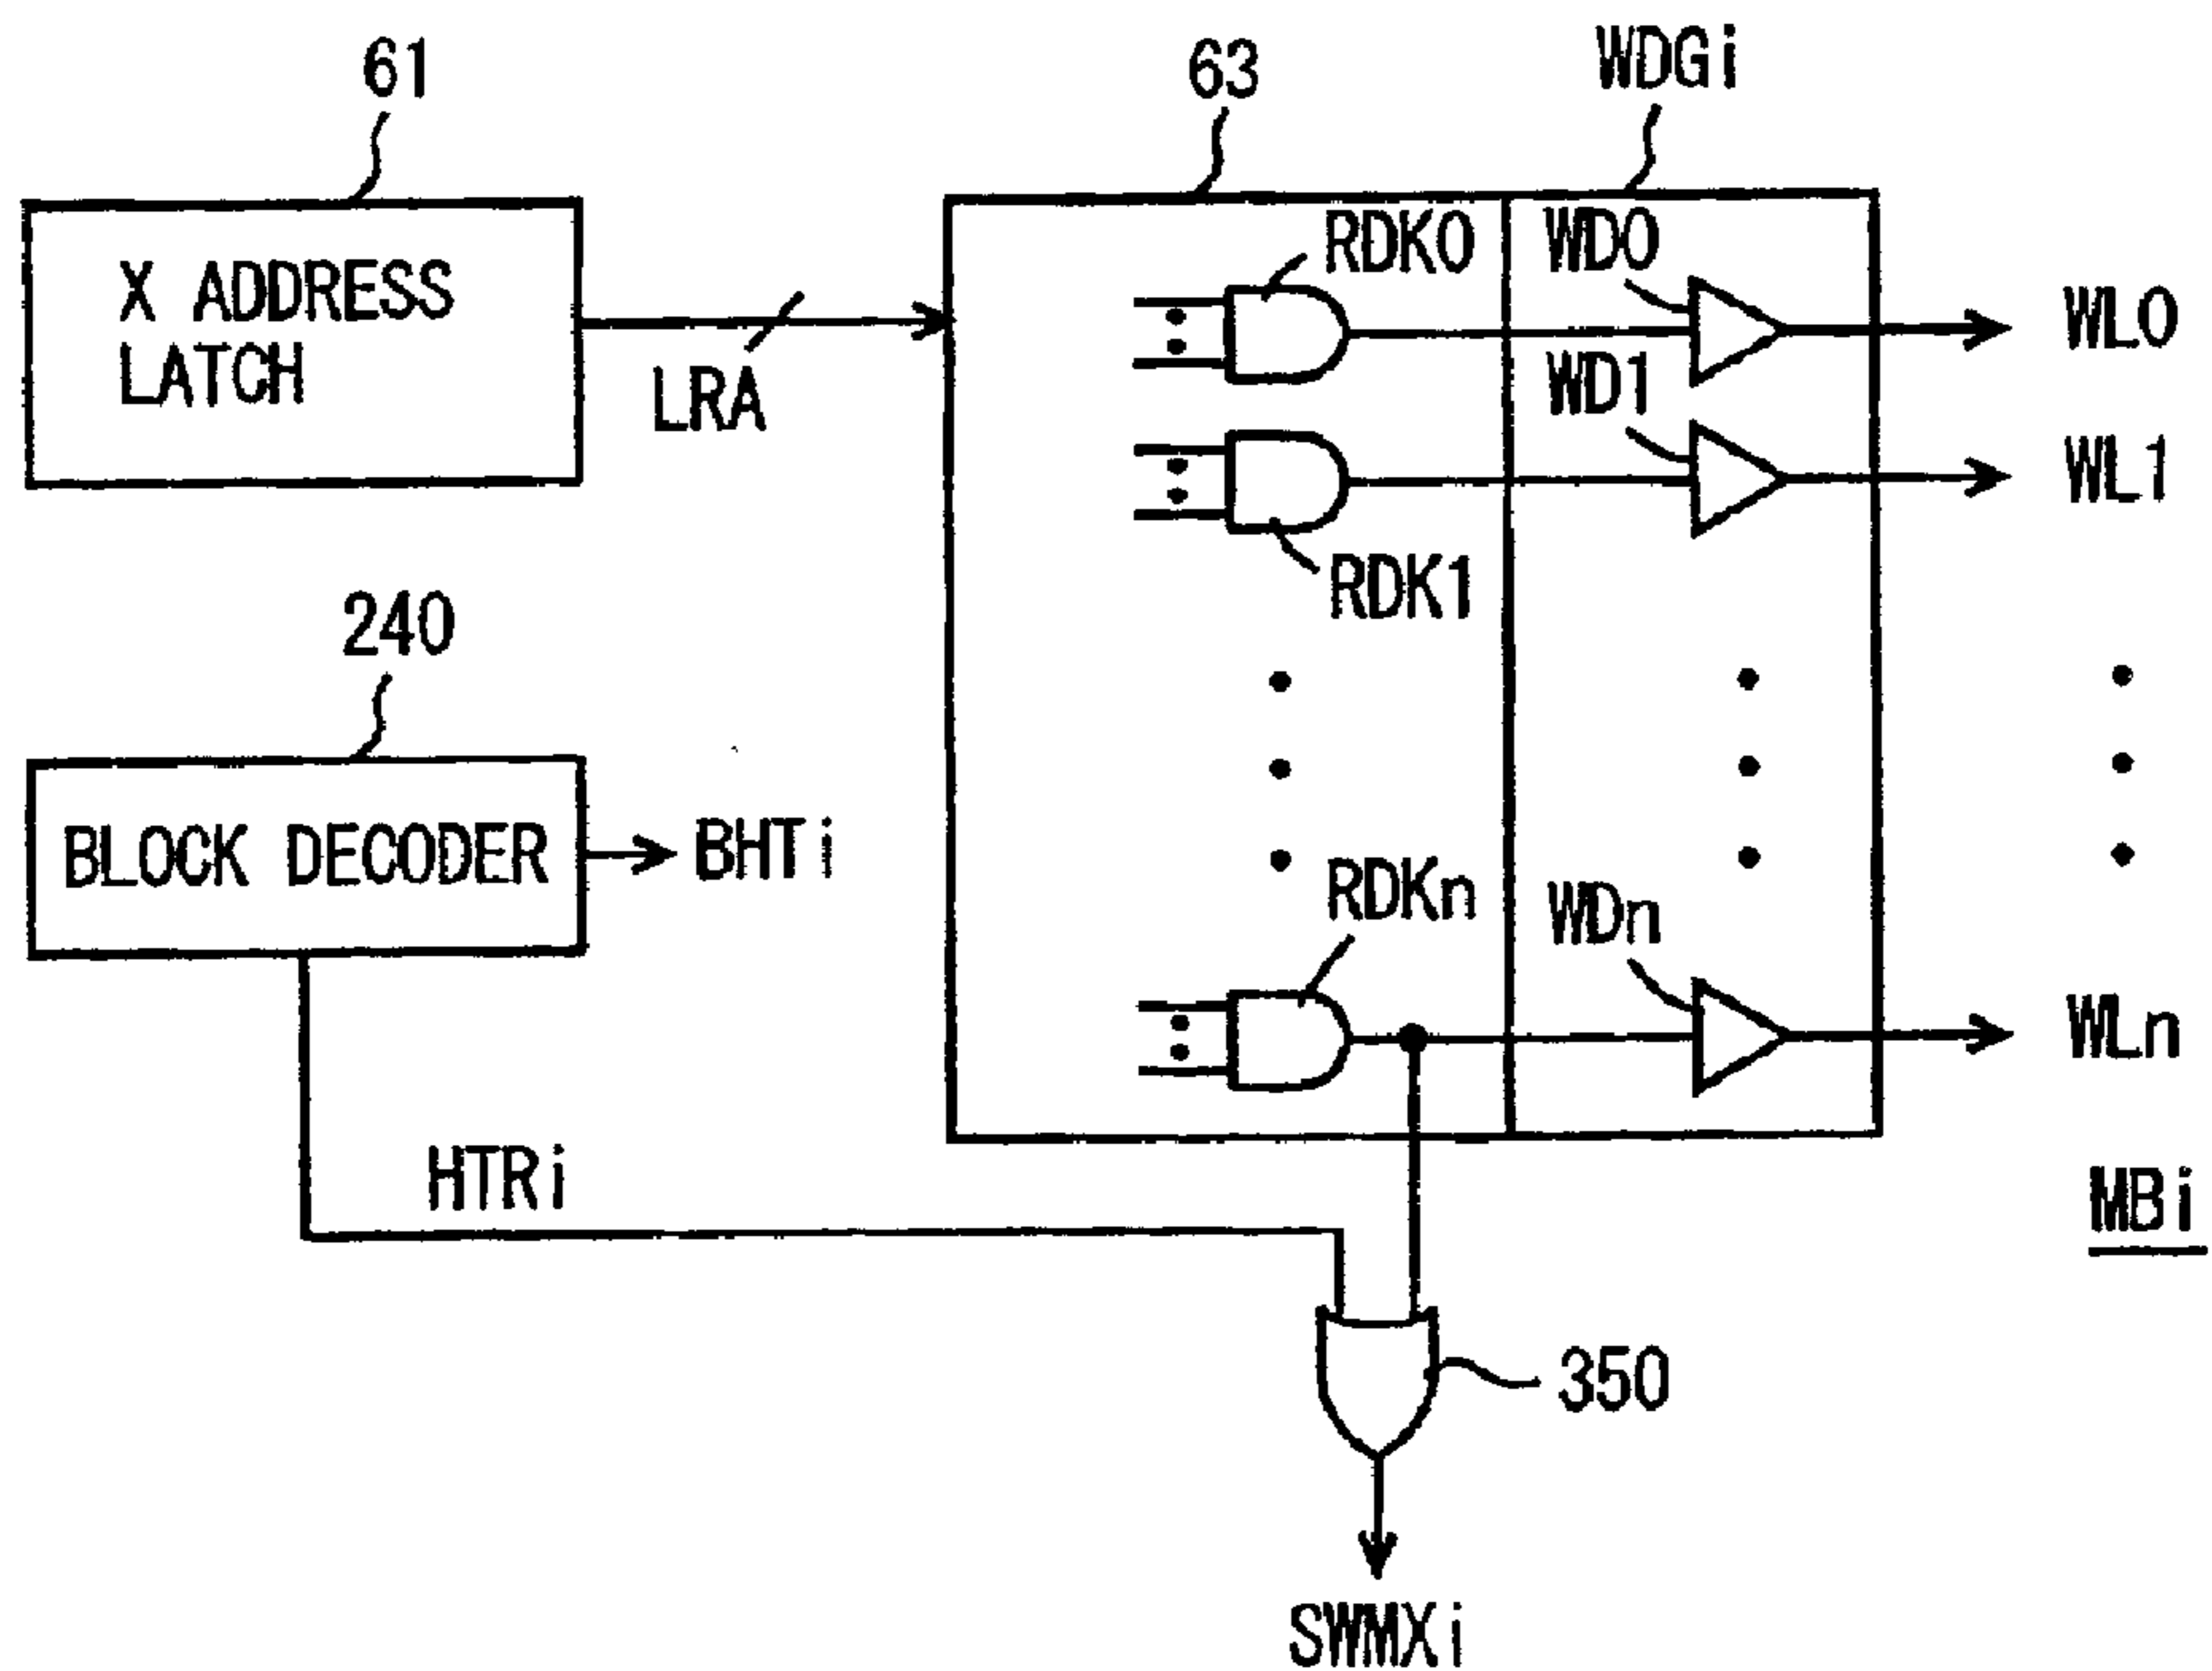 61
63
WDGi
X ADDRESS
LATCH
LRA
RDK0
WD0
WL0
WD1
WL1
RDK1
240
BLOCK DECODER
BHTi
RDKn
WDn
WLn
HTRi
MBi
350
SWMXi